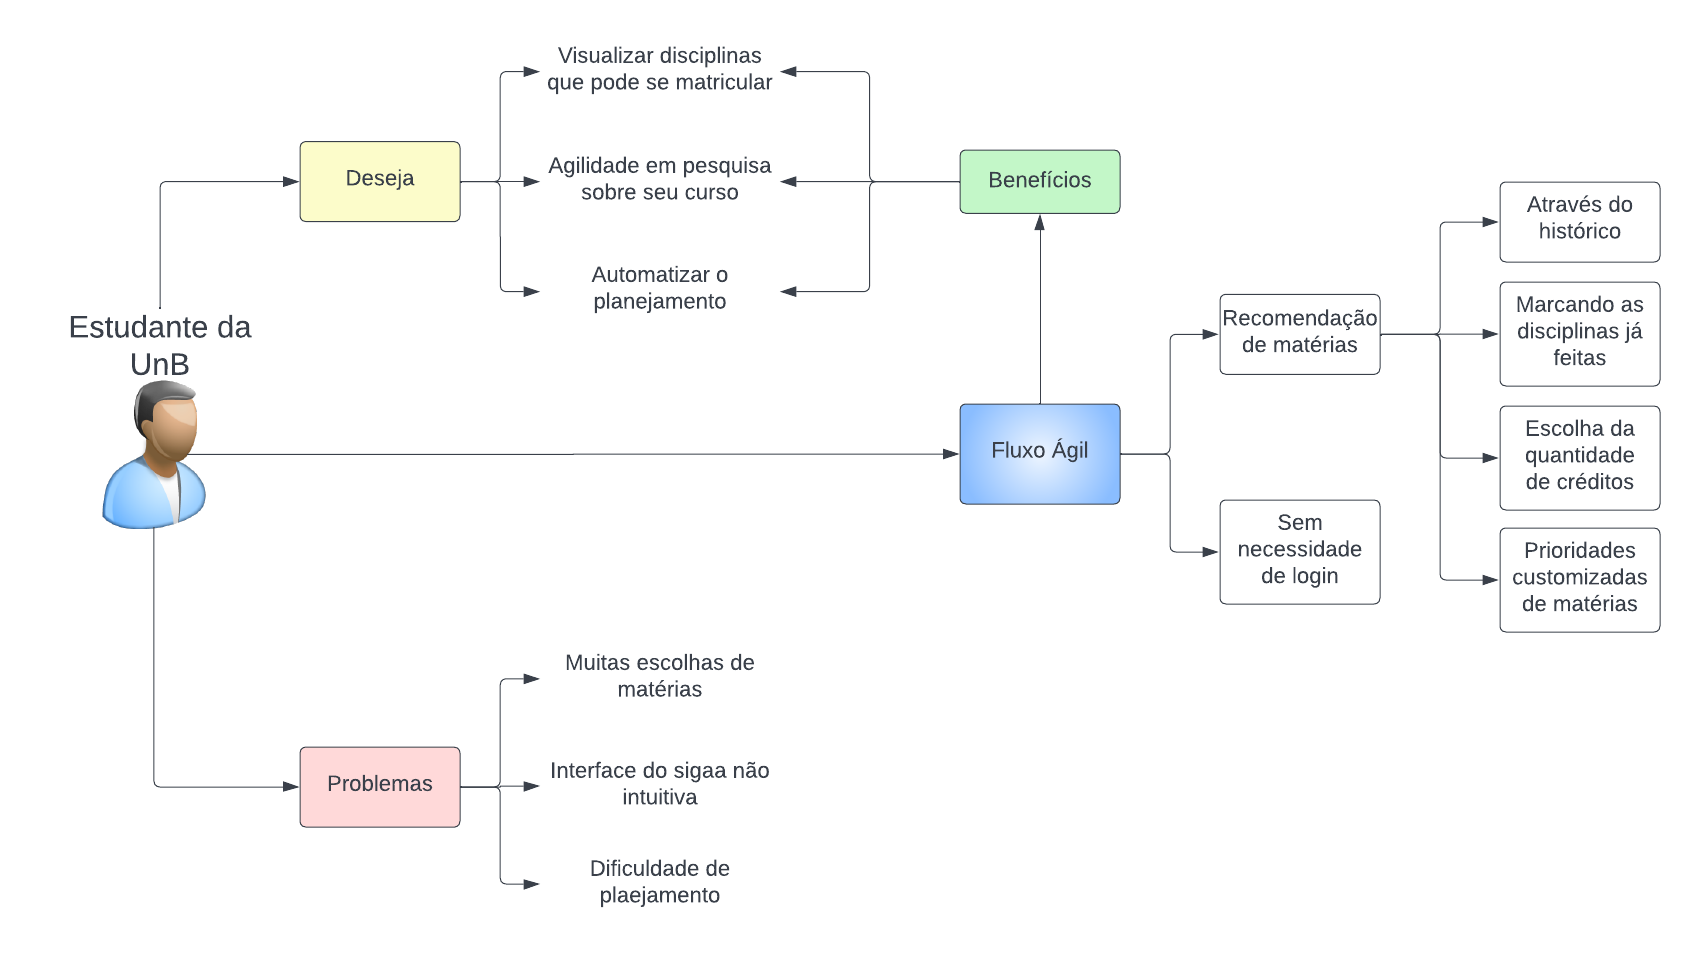 Visualizar disciplinas
que pode se matricular
Deseja
Agilidade em pesquisa
sobre seu curso
Benefícios
Automatizar o
planejamento
Estudante da
UnB
Fluxo Ágil
Recomendação
de matérias
Sem
necessidade
de login
Através do
histórico
Marcando as
disciplinas já
feitas
Escolha da
quantidade
de créditos
Prioridades
customizadas
de matérias
Problemas
Muitas escolhas de
matérias
Interface do sigaa não
intuitiva
Dificuldade de
plaejamento